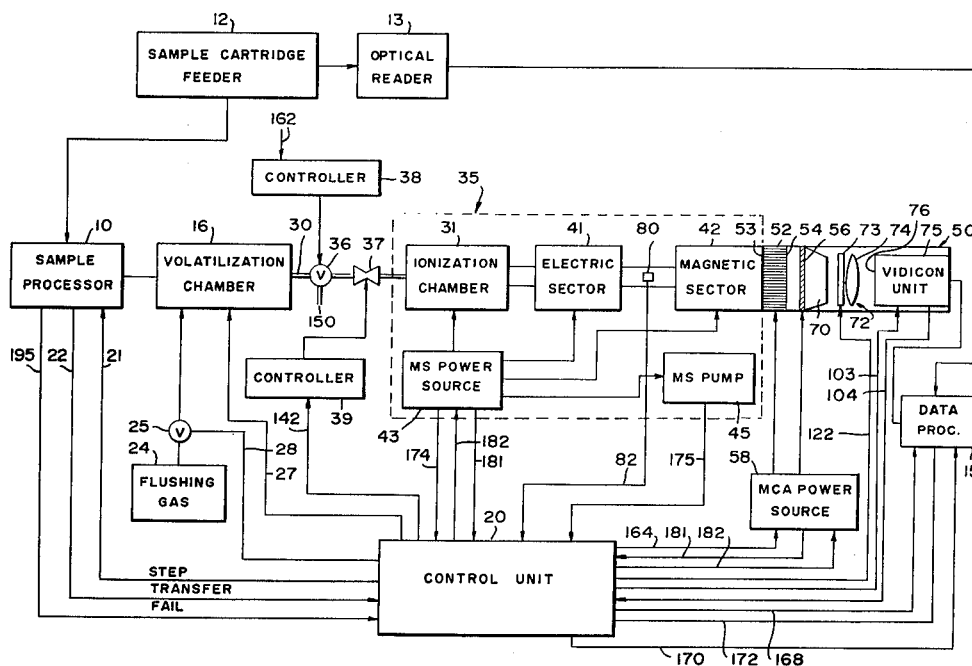 12
13
SAMPLE CARTRIDGE
FEEDER
OPTICAL
READER
162
CONTROLLER
38
35
10
16
30
36
37
31
41
80
42
53
52
54
56
73
74
76
75
50
SAMPLE
PROCESSOR
VOLATILIZATION
CHAMBER
V
IONIZATION
CHAMBER
ELECTRIC
SECTOR
MAGNETIC
SECTOR
VIDICON
UNIT
150
70
72
195
22
21
CONTROLLER
39
142
MS POWER
SOURCE
43
MS PUMP
45
103
104
122
DATA
PROC.
15
25
V
24
FLUSHING
GAS
28
27
174
182
181
82
175
58
MCA POWER
SOURCE
20
CONTROL UNIT
164
181
182
STEP
TRANSFER
FAIL
168
172
170